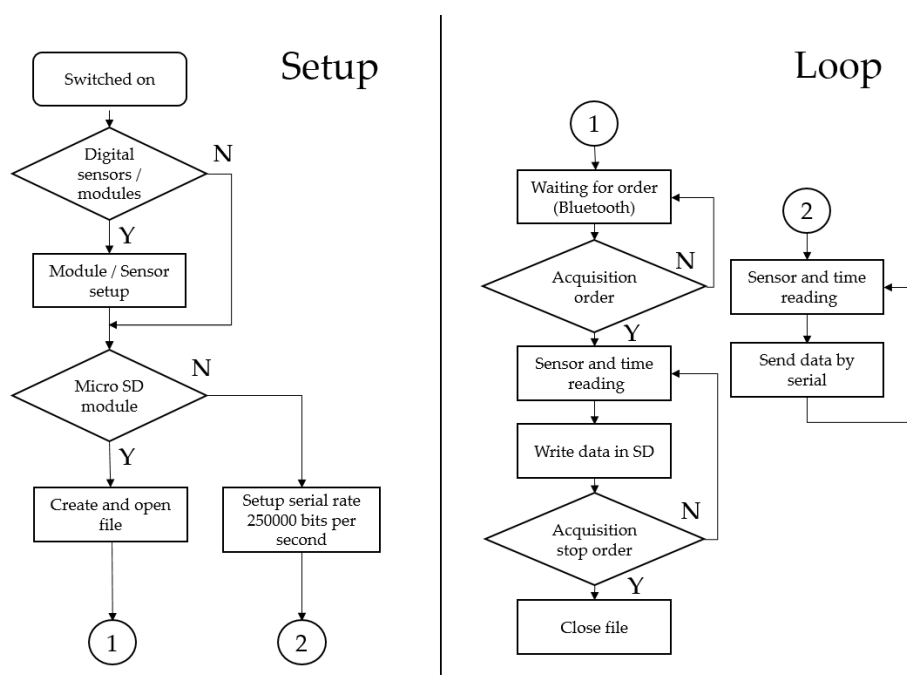 Setup
Switched on
Digital
sensors /
modules
N
Y
Module / Sensor
setup
Micro SD
module
N
Y
Create and open
file
Setup serial rate
250000 bits per
second
1
2
Loop
1
Waiting for order
(Bluetooth)
Acquisition
order
N
Y
Sensor and time
reading
Write data in SD
Acquisition
stop order
N
Y
Close file
2
Sensor and time
reading
Send data by
serial